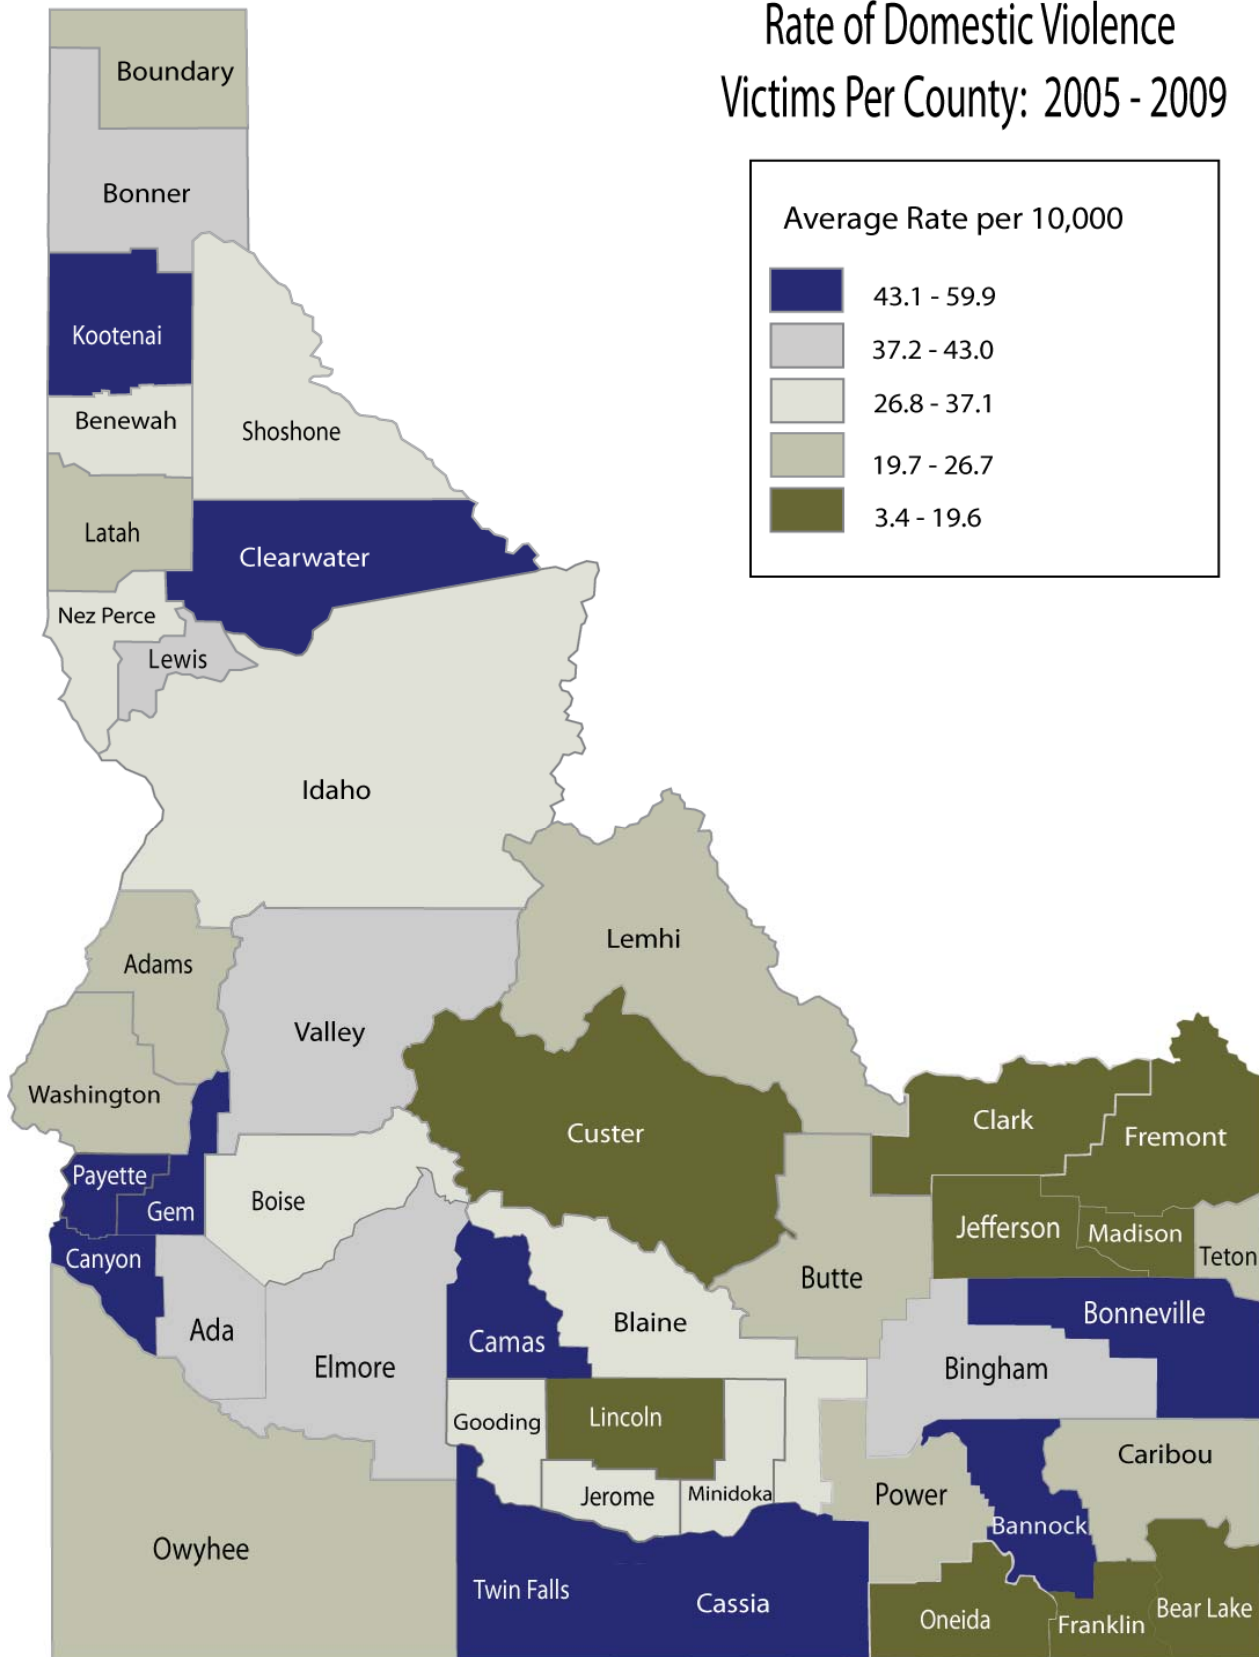 Rate of Domestic Violence
Victims Per County: 2005 - 2009
Average Rate per 10,000
43.1 - 59.9
37.2 - 43.0
26.8 - 37.1
19.7 - 26.7
3.4 - 19.6
Boundary
Bonner
Kootenai
Benewah
Shoshone
Latah
Clearwater
Nez Perce
Lewis
Idaho
Lemhi
Adams
Valley
Washington
Custer
Clark
Fremont
Payette
Gem
Boise
Jefferson
Madison
Teton
Canyon
Butte
Bonneville
Ada
Blaine
Camas
Elmore
Bingham
Gooding
Lincoln
Caribou
Jerome
Minidoka
Power
Bannock
Owyhee
Twin Falls
Cassia
Oneida
Franklin
Bear Lake